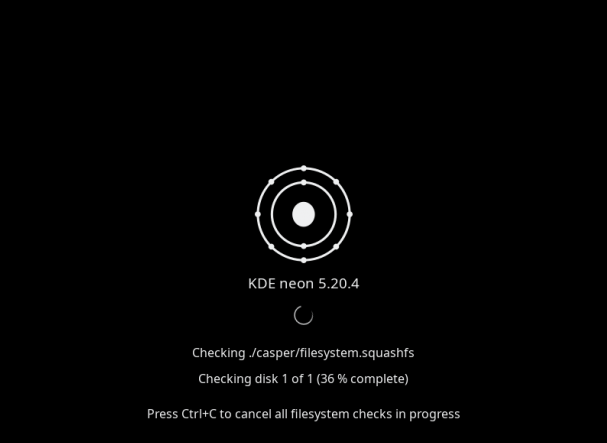 KDE neon 5.20.4
Checking ./casper/filesystem.squashfs
Checking disk 1 of 1 (36 % complete)
Press Ctrl+C to cancel all filesystem checks in progress